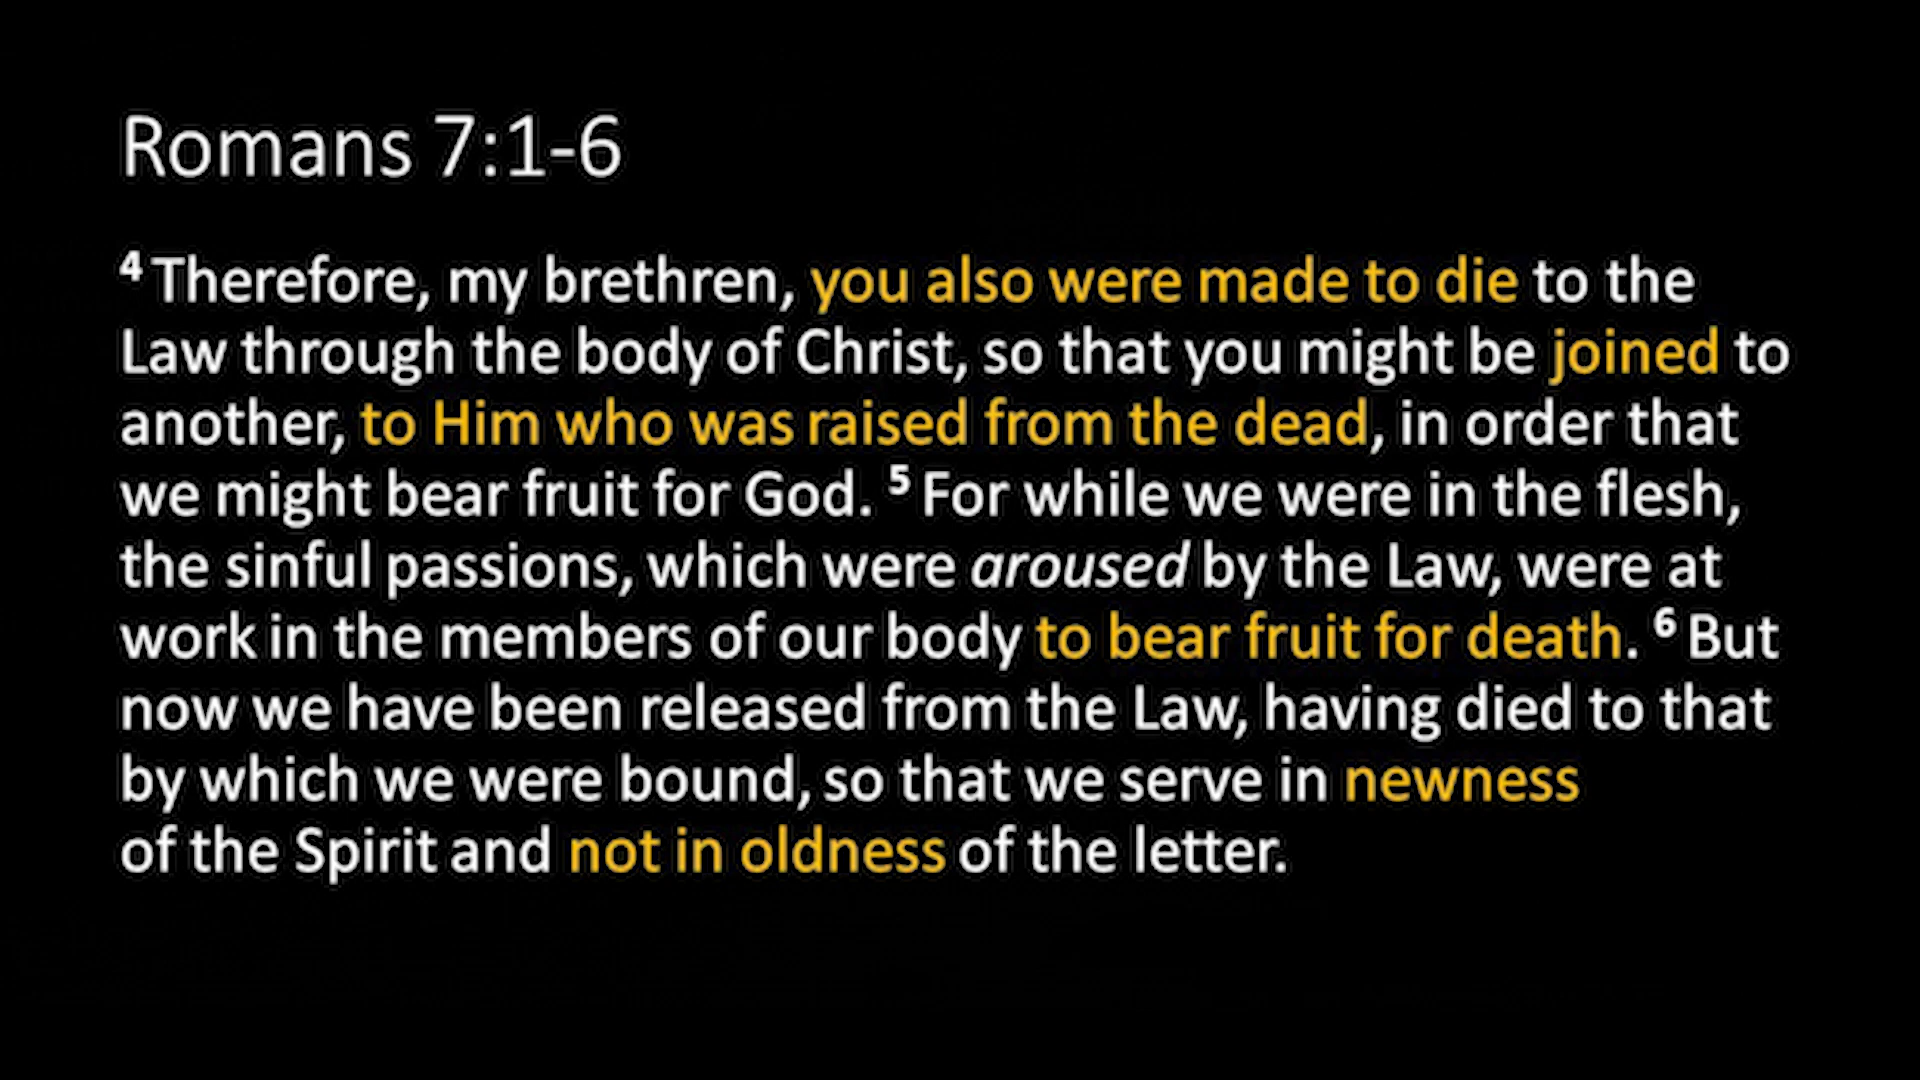 Romans 7:1-6
4 Therefore, my brethren, you also were made to die to the
Law through the body of Christ, so that you might be joined to
another, to Him who was raised from the dead, in order that
we might bear fruit for God. 5 For while we were in the flesh,
the sinful passions, which were aroused by the Law, were at
work in the members of our body to bear fruit for death. 6 But
now we have been released from the Law, having died to that
by which we were bound, so that we serve in newness
of the Spirit and not in oldness of the letter.